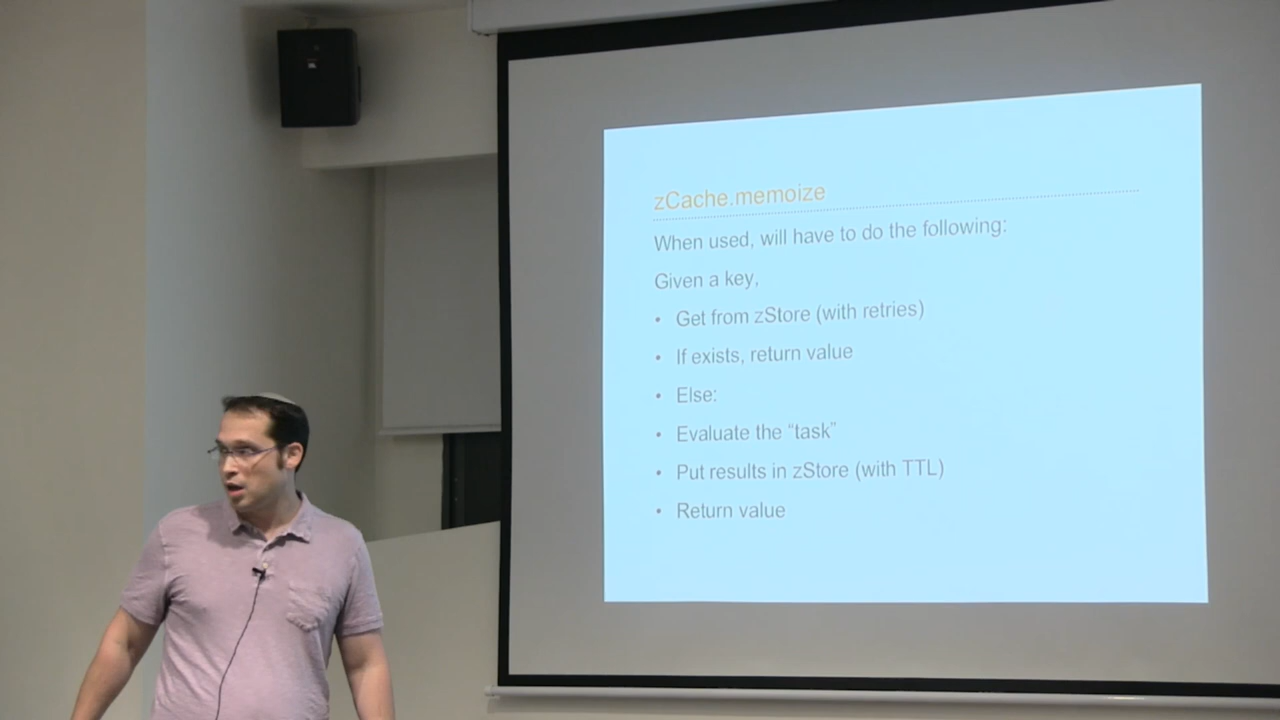 zCache.memoize
When used, will have to do the following:
Given a key,
• Get from zStore (with retries)
• If exists, return value
• Else:
• Evaluate the “task”
• Put results in zStore (with TTL)
• Return value